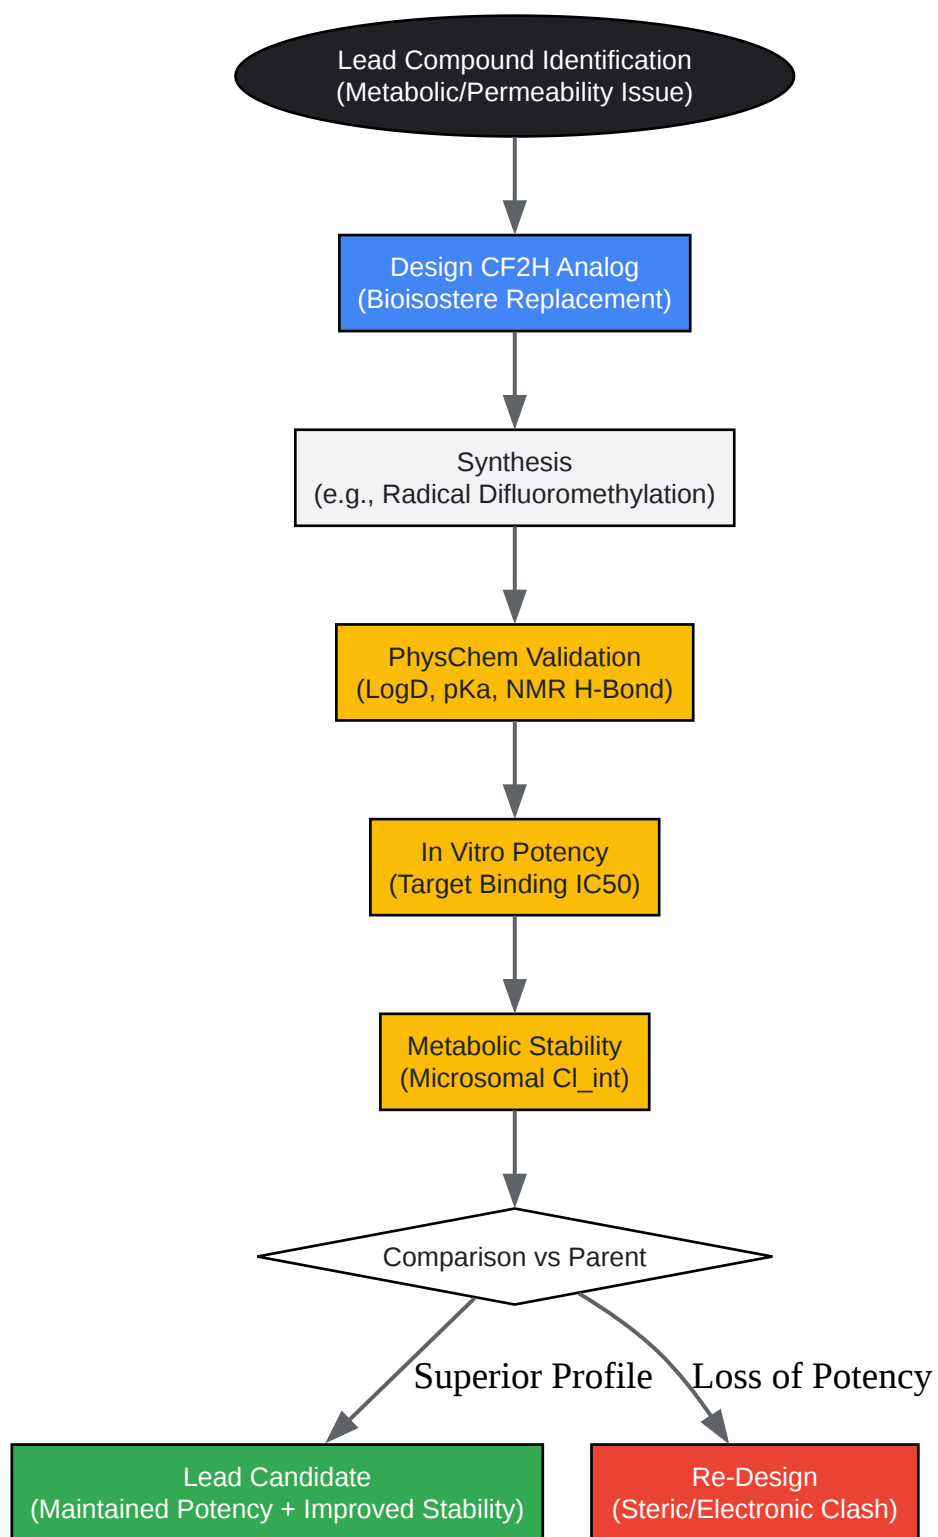 Lead Compound Identification
(Metabolic/Permeability Issue)
Design CF2H Analog
(Bioisostere Replacement)
Synthesis
(e.g., Radical Difluoromethylation)
PhysChem Validation
(LogD, pKa, NMR H-Bond)
In Vitro Potency
(Target Binding IC50)
Metabolic Stability
(Microsomal Cl_int)
Comparison vs Parent
Superior Profile
Loss of Potency
Lead Candidate
(Maintained Potency + Improved Stability)
Re-Design
(Steric/Electronic Clash)